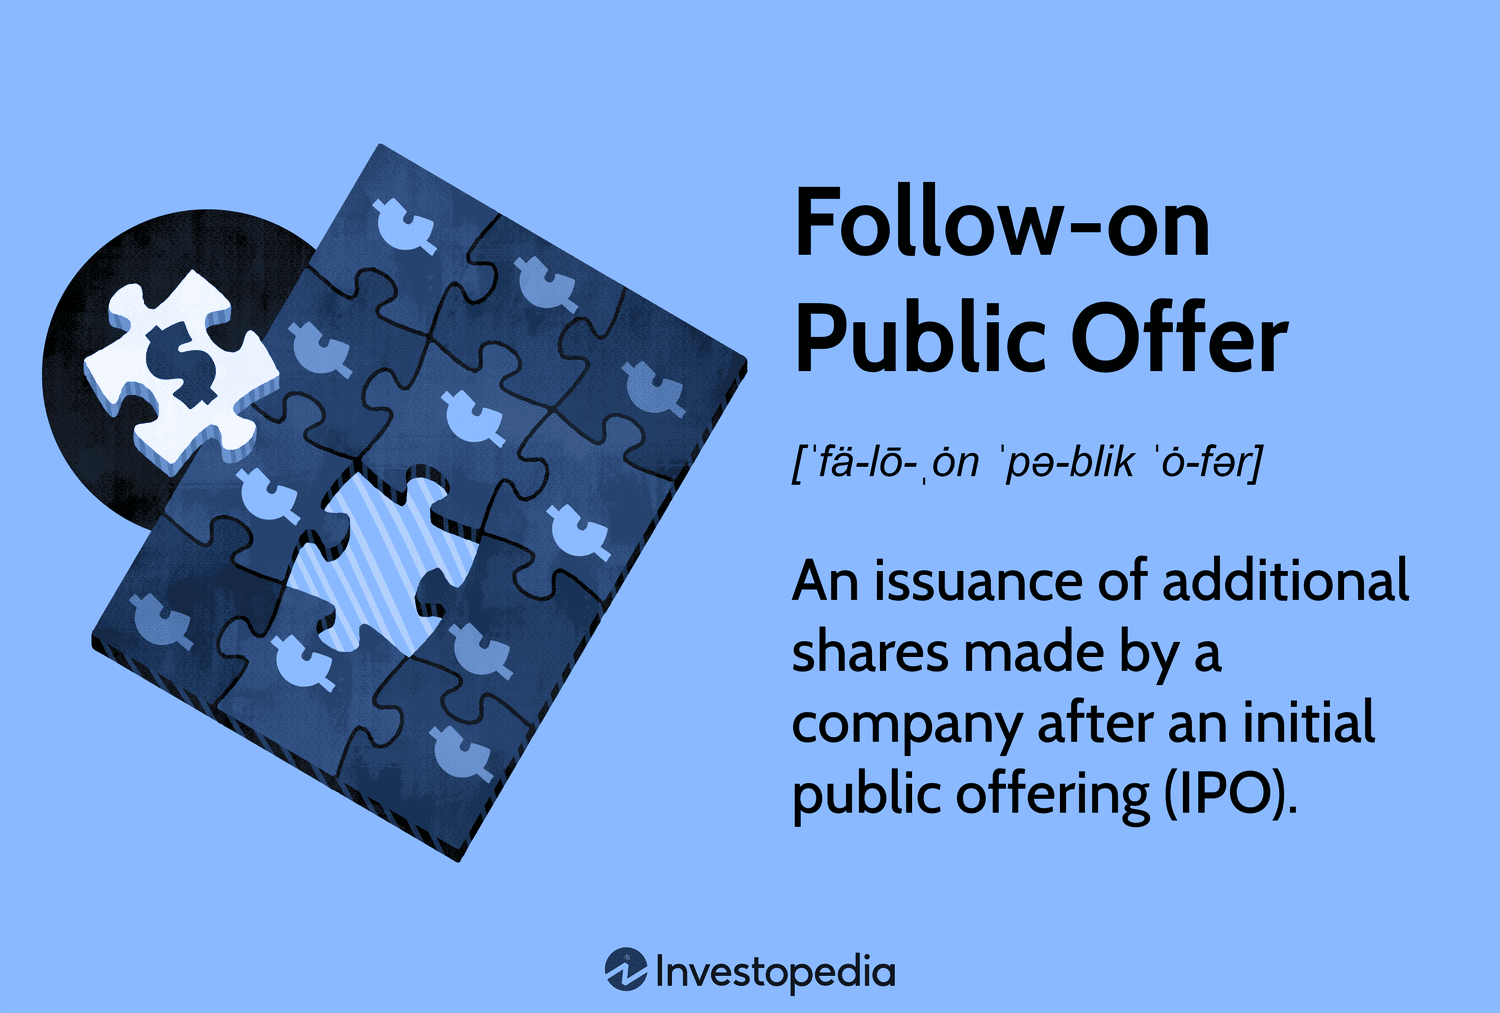 Follow-on
Public Offer
[ˈfä-lō-ˌȯn ˈpə-blik ˈȯ-fər]
An issuance of additional
shares made by a
company after an initial
public offering (IPO).
Investopedia